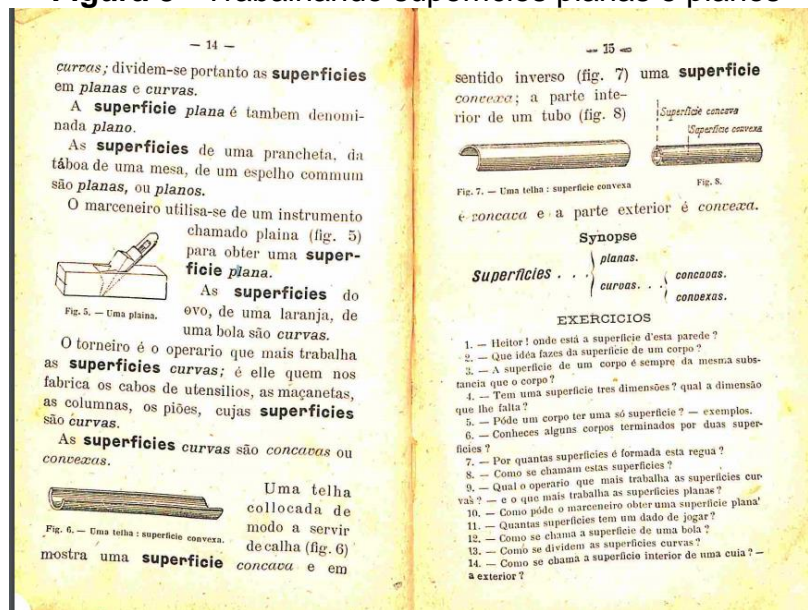 — 14 —
curvas; dividem-se portanto as superficies
em planas e curvas.
A superficie plana é tambem denomi-
nada plano.
As superficies de uma prancheta, da
táboa de uma mesa, de um espelho commum
são planas, ou planos.
O marceneiro utilisa-se de um instrumento
chamado plaina (fig. 5)
para obter uma super-
ficie plana.
As superficies do
ovo, de uma laranja, de
uma bola são curvas.
Fig. 5. — Uma plaina.
O torneiro é o operario que mais trabalha
as superficies curvas; é elle quem nos
fabrica os cabos de utensilios, as maçanetas,
as columnas, os piões, cujas superficies
são curvas.
As superficies curvas são concavas ou
convexas.
Uma telha
collocada de
modo a servir
de calha (fig. 6)
Fig. 6. — Uma telha : superficie convexa.
mostra uma superficie concava e em
— 15 —
sentido inverso (fig. 7) uma superficie
convexa; a parte inte-
rior de um tubo (fig. 8)
Superficie concava
Superficie convexa
Fig. 7. — Uma telha : superficie convexa
Fig. 8.
é concava e a parte exterior é convexa.
Synopse
Superficies . . .
planas.
curvas. . .
concavas.
convexas.
EXERCICIOS
1. — Heitor ! onde está a superficie d'esta parede ?
2. — Que idéa fazes da superficie de um corpo ?
3. — A superficie de um corpo é sempre da mesma subs-
tancia que o corpo ?
4. — Tem uma superficie tres dimensões ? qual a dimensão
que lhe falta ?
5. — Póde um corpo ter uma só superficie ? — exemplos.
6. — Conheces alguns corpos terminados por duas super-
ficies ?
7. — Por quantas superficies é formada esta regua ?
8. — Como se chamam estas superficies ?
9. — Qual o operario que mais trabalha as superficies cur-
vas ? — e o que mais trabalha as superficies planas ?
10. — Como póde o marceneiro obter uma superficie plana?
11. — Quantas superficies tem um dado de jogar ?
12. — Como se chama a superficie de uma bola ?
13. — Como se dividem as superficies curvas ?
14. — Como se chama a superficie interior de uma cuia ? —
a exterior ?